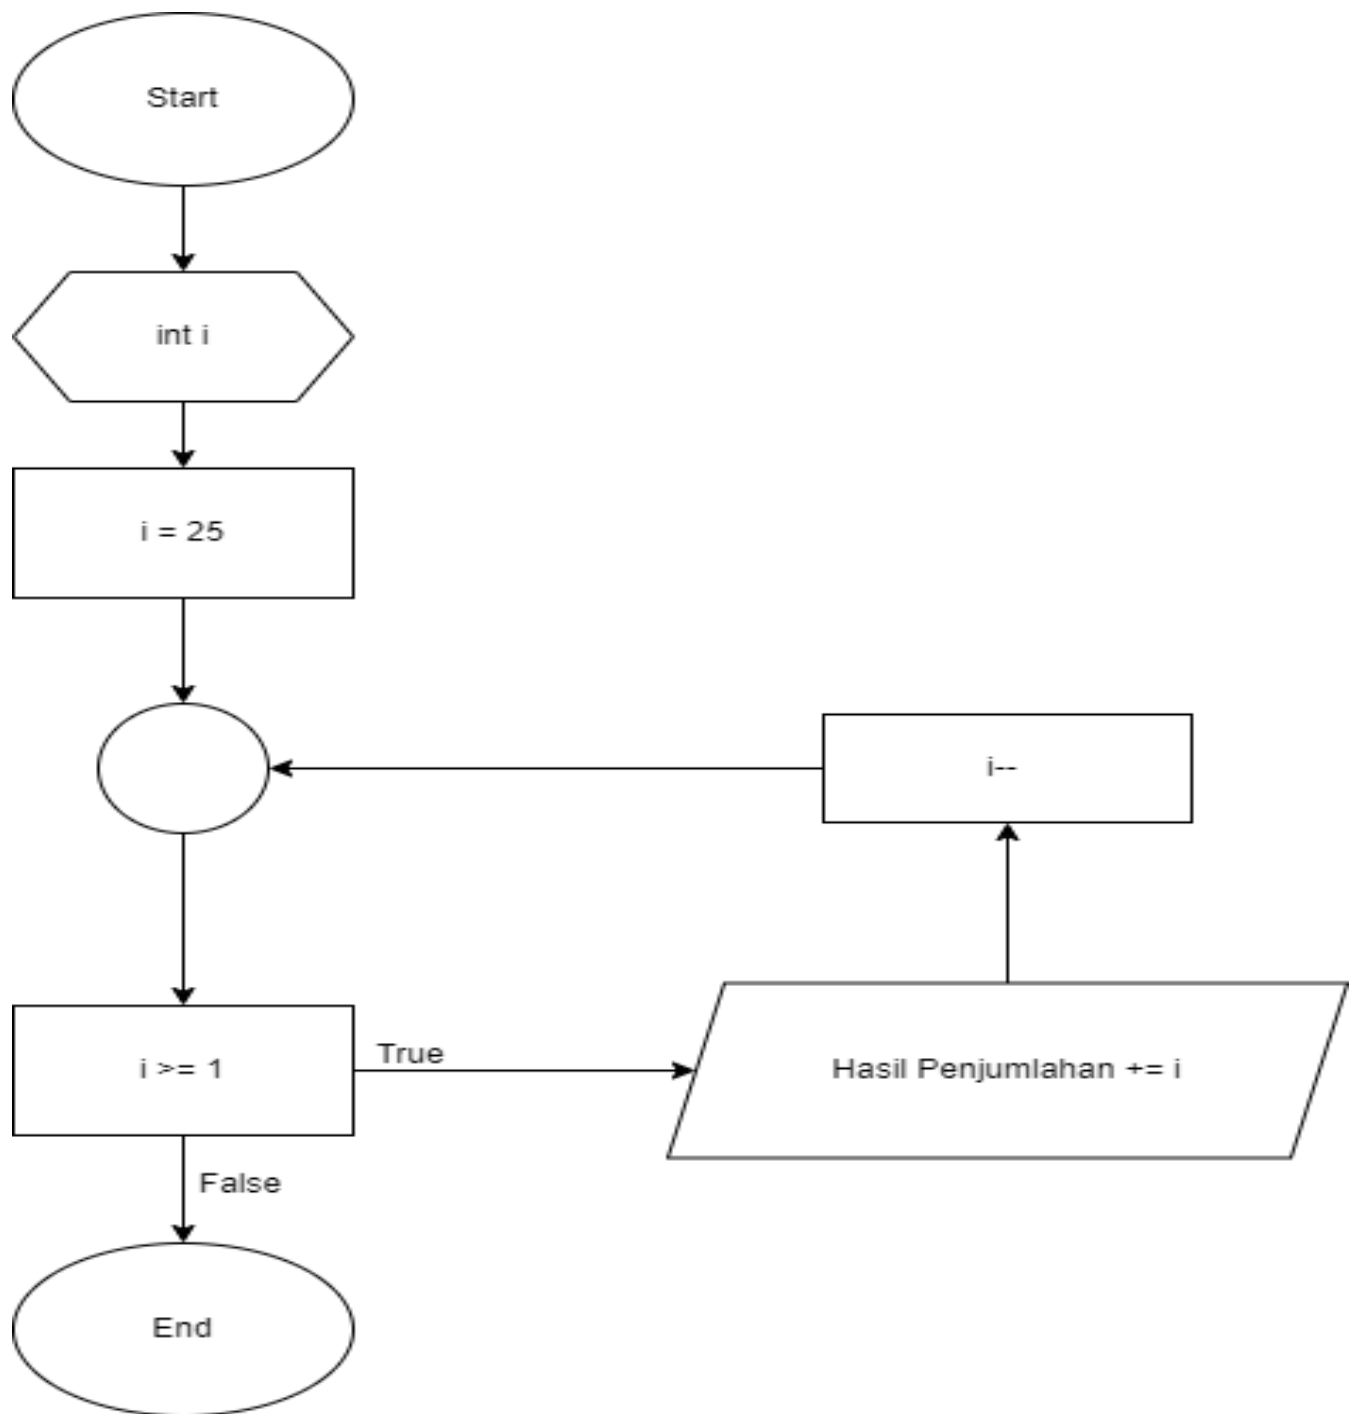 Start
int i
i = 25
i--
i >= 1
True
Hasil Penjumlahan += i
False
End